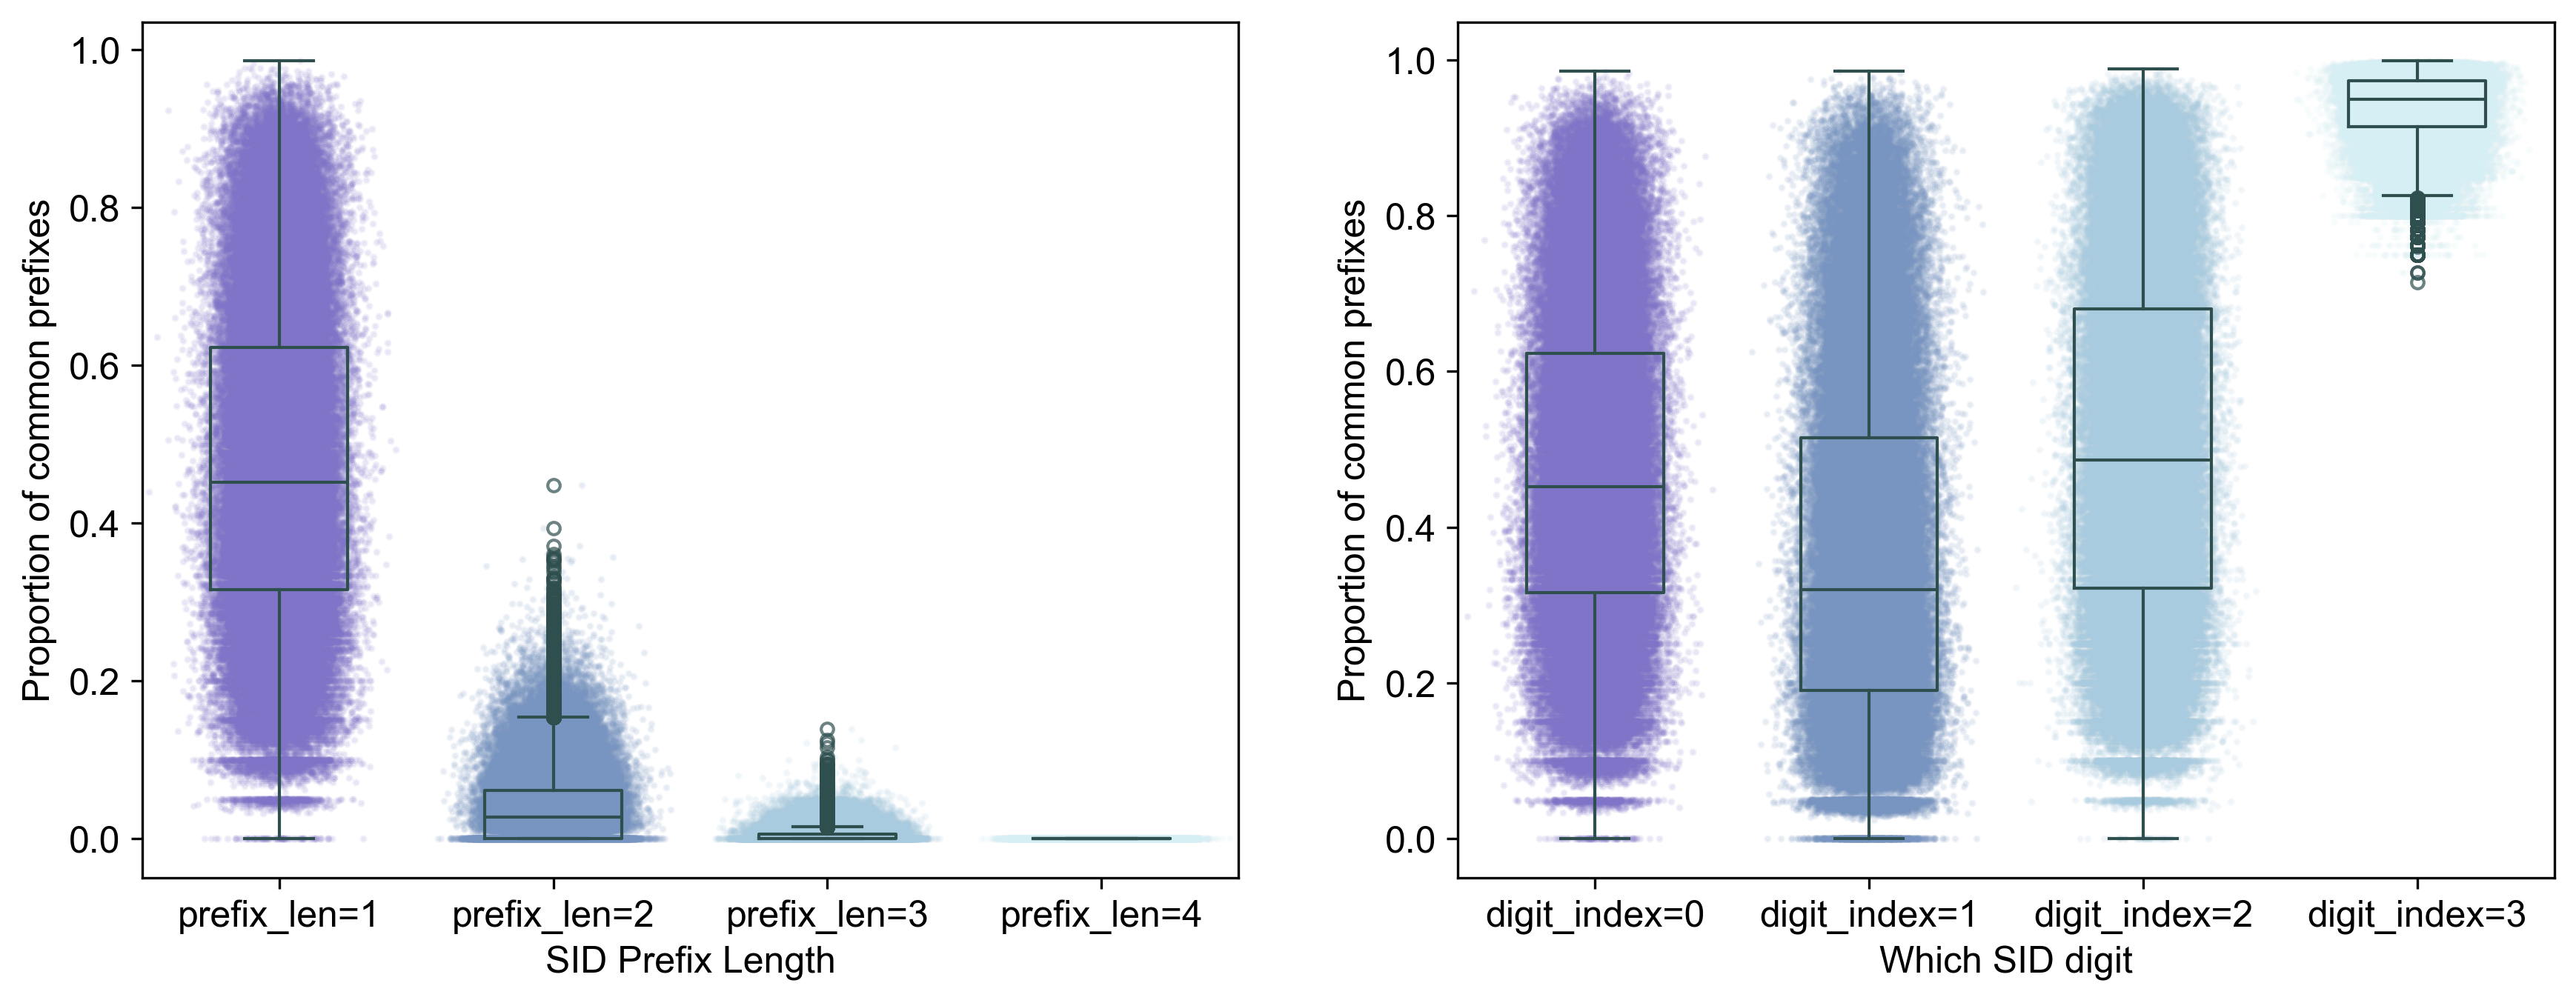 Proportion of common prefixes
1.0
0.8
0.6
0.4
0.2
0.0
prefix_len=1 prefix_len=2 prefix_len=3 prefix_len=4
SID Prefix Length
Proportion of common prefixes
1.0
0.8
0.6
0.4
0.2
0.0
digit_index=0 digit_index=1 digit_index=2 digit_index=3
Which SID digit